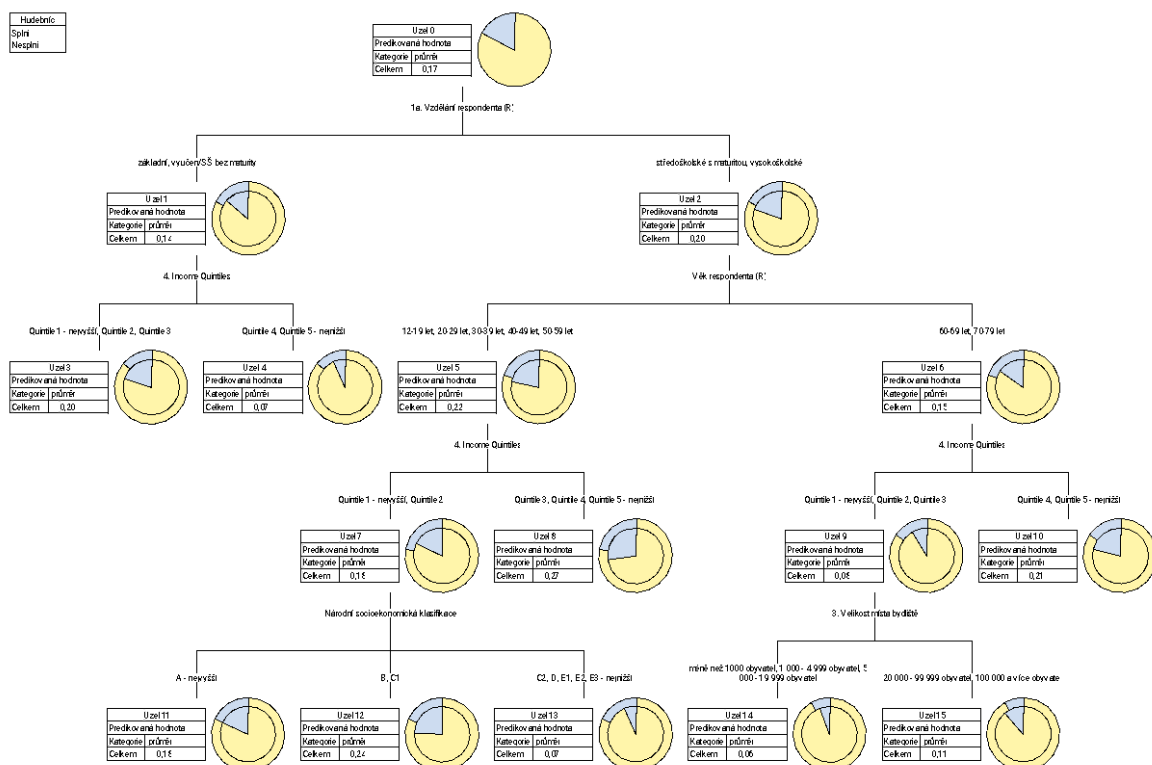 Hudebníc
Splní
Nesplní
Uzel 0
Predikovaná hodnota
Kategorie průměr
Celkem 0,17
1a. Vzdělání respondenta (R)
základní, vyučen/SŠ bez maturity
středoškolské s maturitou, vysokoškolské
Uzel 1
Predikovaná hodnota
Kategorie průměr
Celkem 0,14
Uzel 2
Predikovaná hodnota
Kategorie průměr
Celkem 0,20
4. Income Quintiles
Věk respondenta (R)
Quintile 1 - nejvyšší, Quintile 2, Quintile 3
Quintile 4, Quintile 5 - nejnižší
12-19 let, 20-29 let, 30-39 let, 40-49 let, 50-59 let
60-69 let, 70-79 let
Uzel 3
Predikovaná hodnota
Kategorie průměr
Celkem 0,20
Uzel 4
Predikovaná hodnota
Kategorie průměr
Celkem 0,07
Uzel 5
Predikovaná hodnota
Kategorie průměr
Celkem 0,22
Uzel 6
Predikovaná hodnota
Kategorie průměr
Celkem 0,15
4. Income Quintiles
4. Income Quintiles
Quintile 1 - nejvyšší, Quintile 2
Quintile 3, Quintile 4, Quintile 5 - nejnižší
Quintile 1 - nejvyšší, Quintile 2, Quintile 3
Quintile 4, Quintile 5 - nejnižší
Uzel 7
Predikovaná hodnota
Kategorie průměr
Celkem
Uzel 8
Predikovaná hodnota
Kategorie průměr
Celkem 0,27
Uzel 9
Predikovaná hodnota
Kategorie průměr
Celkem
Uzel 10
Predikovaná hodnota
Kategorie průměr
Celkem 0,21
Národní socioekonomická klasifikace
3. Velikost místa bydliště
A - nejvyšší
B, C1
C2, D, E1, E2, E3 - nejnižší
méně než 1000 obyvatel, 1 000 - 4 999 obyvatel, 5
000 - 19 999 obyvatel
20 000 - 99 999 obyvatel, 100 000 a více obyvate
Uzel 11
Predikovaná hodnota
Kategorie průměr
Celkem
Uzel 12
Predikovaná hodnota
Kategorie průměr
Celkem 0,24
Uzel 13
Predikovaná hodnota
Kategorie průměr
Celkem 0,07
Uzel 14
Predikovaná hodnota
Kategorie průměr
Celkem 0,06
Uzel 15
Predikovaná hodnota
Kategorie průměr
Celkem 0,11